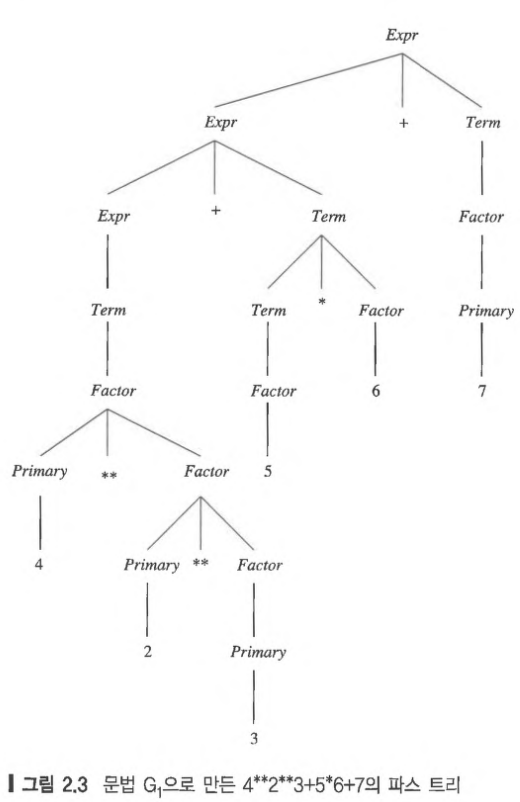 Expr
Expr + Term
Expr + Term Factor
Term Term * Factor Primary
Factor Factor 6 7
Primary ** Factor 5
4 Primary ** Factor
2 Primary
3
▌그림 2.3 문법 G₁으로 만든 4**2**3+5*6+7의 파스 트리